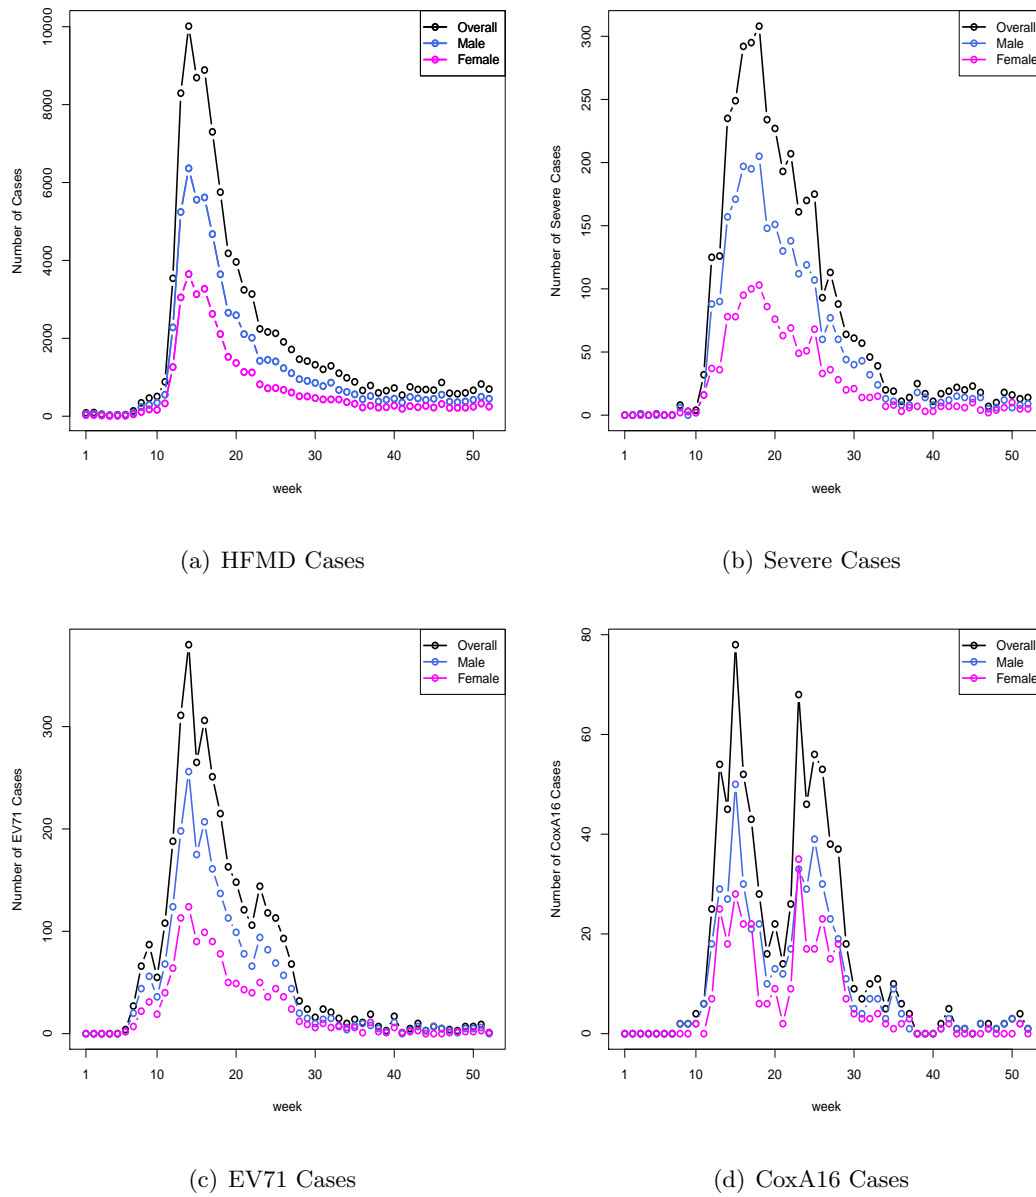 Number of Cases
10000
8000
6000
4000
2000
0
Overall
Male
Female
1 10 20 30 40 50
week
(a) HFMD Cases
Number of Severe Cases
300
250
200
150
100
50
0
Overall
Male
Female
1 10 20 30 40 50
week
(b) Severe Cases
Number of EV71 Cases
300
200
100
0
Overall
Male
Female
1 10 20 30 40 50
week
(c) EV71 Cases
Number of CoxA16 Cases
80
60
40
20
0
Overall
Male
Female
1 10 20 30 40 50
week
(d) CoxA16 Cases